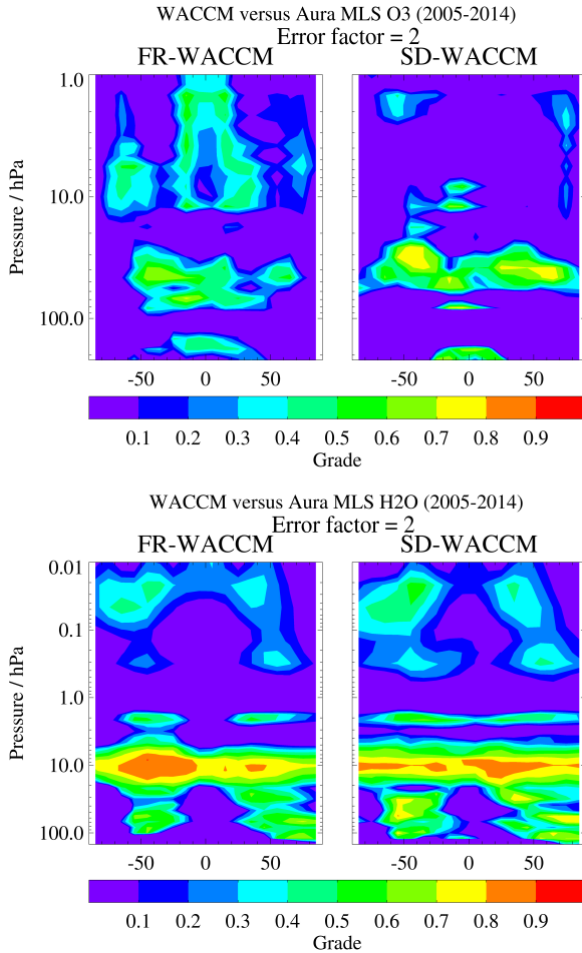 WACCM versus Aura MLS O3 (2005-2014)
Error factor = 2
FR-WACCM SD-WACCM
1.0
10.0
100.0
Pressure / hPa
-50 0 50 -50 0 50
0.1 0.2 0.3 0.4 0.5 0.6 0.7 0.8 0.9
Grade
WACCM versus Aura MLS H2O (2005-2014)
Error factor = 2
FR-WACCM SD-WACCM
0.01
0.1
1.0
10.0
100.0
Pressure / hPa
-50 0 50 -50 0 50
0.1 0.2 0.3 0.4 0.5 0.6 0.7 0.8 0.9
Grade